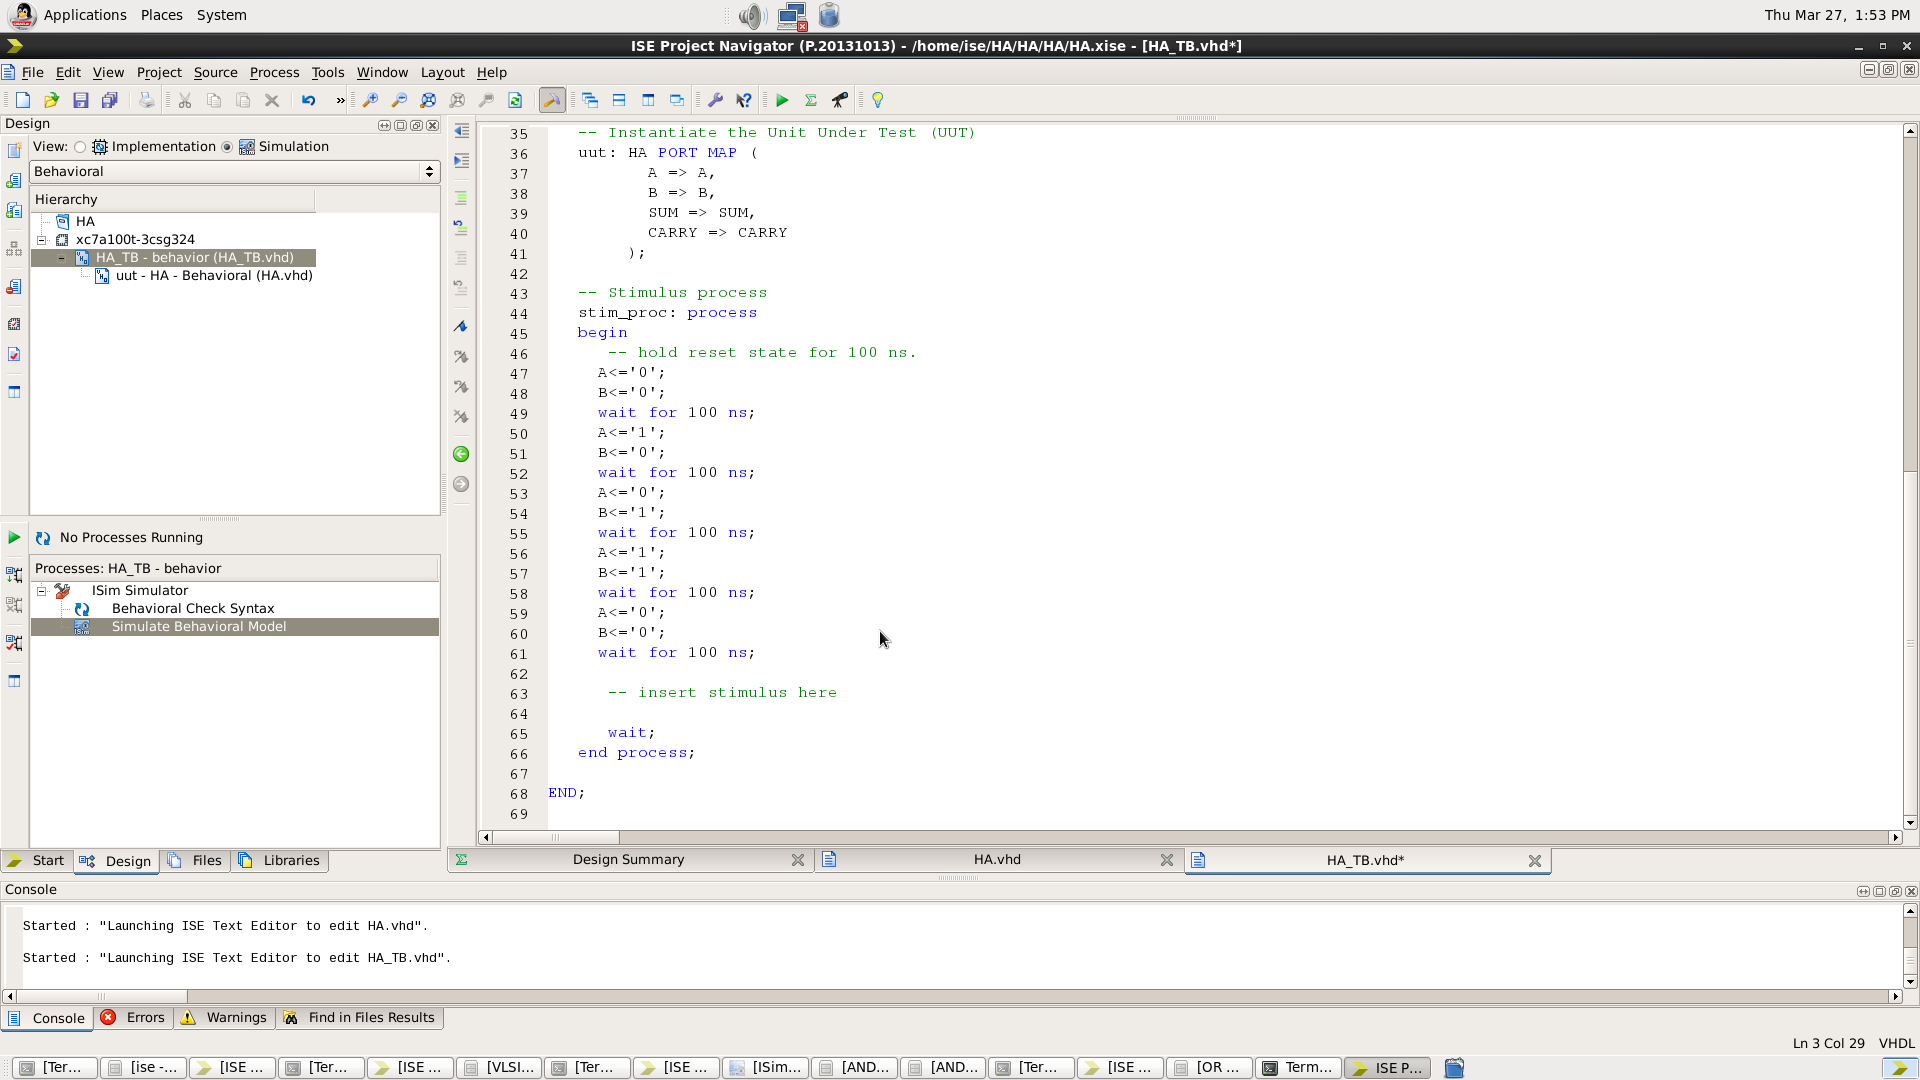 Applications Places System
Thu Mar 27, 1:53 PM
ISE Project Navigator (P.20131013) - /home/ise/HA/HA/HA/HA.xise - [HA_TB.vhd*]
File Edit View Project Source Process Tools Window Layout Help
Design
View: Implementation Simulation
Behavioral
Hierarchy
HA
xc7a100t-3csg324
HA_TB - behavior (HA_TB.vhd)
uut - HA - Behavioral (HA.vhd)
No Processes Running
Processes: HA_TB - behavior
ISim Simulator
Behavioral Check Syntax
Simulate Behavioral Model
Start Design Files Libraries
35 -- Instantiate the Unit Under Test (UUT)
36 uut: HA PORT MAP (
37 A => A,
38 B => B,
39 SUM => SUM,
40 CARRY => CARRY
41 );
42
43 -- Stimulus process
44 stim_proc: process
45 begin
46 -- hold reset state for 100 ns.
47 A<='0';
48 B<='0';
49 wait for 100 ns;
50 A<='1';
51 B<='0';
52 wait for 100 ns;
53 A<='0';
54 B<='1';
55 wait for 100 ns;
56 A<='1';
57 B<='1';
58 wait for 100 ns;
59 A<='0';
60 B<='0';
61 wait for 100 ns;
62
63 -- insert stimulus here
64
65 wait;
66 end process;
67
68 END;
69
Design Summary HA.vhd HA_TB.vhd*
Console
Started : "Launching ISE Text Editor to edit HA.vhd".
Started : "Launching ISE Text Editor to edit HA_TB.vhd".
Console Errors Warnings Find in Files Results
Ln 3 Col 29 VHDL
[Ter... [ise -... [ISE ... [Ter... [ISE ... [VLSI... [Ter... [ISE ... [ISim... [AND... [AND... [Ter... [ISE ... [OR ... Term... ISE P...